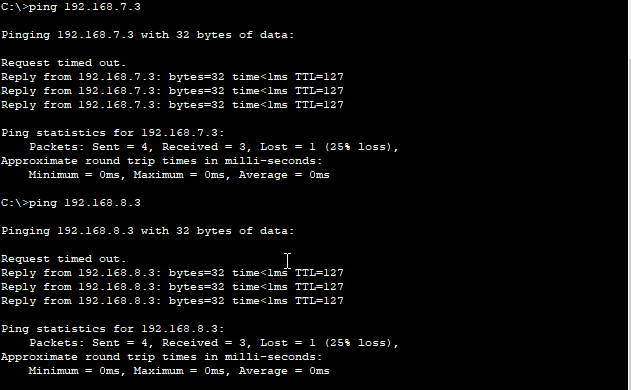 C:\>ping 192.168.7.3
Pinging 192.168.7.3 with 32 bytes of data:
Request timed out.
Reply from 192.168.7.3: bytes=32 time<1ms TTL=127
Reply from 192.168.7.3: bytes=32 time<1ms TTL=127
Reply from 192.168.7.3: bytes=32 time<1ms TTL=127
Ping statistics for 192.168.7.3:
    Packets: Sent = 4, Received = 3, Lost = 1 (25% loss),
Approximate round trip times in milli-seconds:
    Minimum = 0ms, Maximum = 0ms, Average = 0ms
C:\>ping 192.168.8.3
Pinging 192.168.8.3 with 32 bytes of data:
Request timed out.
Reply from 192.168.8.3: bytes=32 time<1ms TTL=127
Reply from 192.168.8.3: bytes=32 time<1ms TTL=127
Reply from 192.168.8.3: bytes=32 time<1ms TTL=127
Ping statistics for 192.168.8.3:
    Packets: Sent = 4, Received = 3, Lost = 1 (25% loss),
Approximate round trip times in milli-seconds:
    Minimum = 0ms, Maximum = 0ms, Average = 0ms